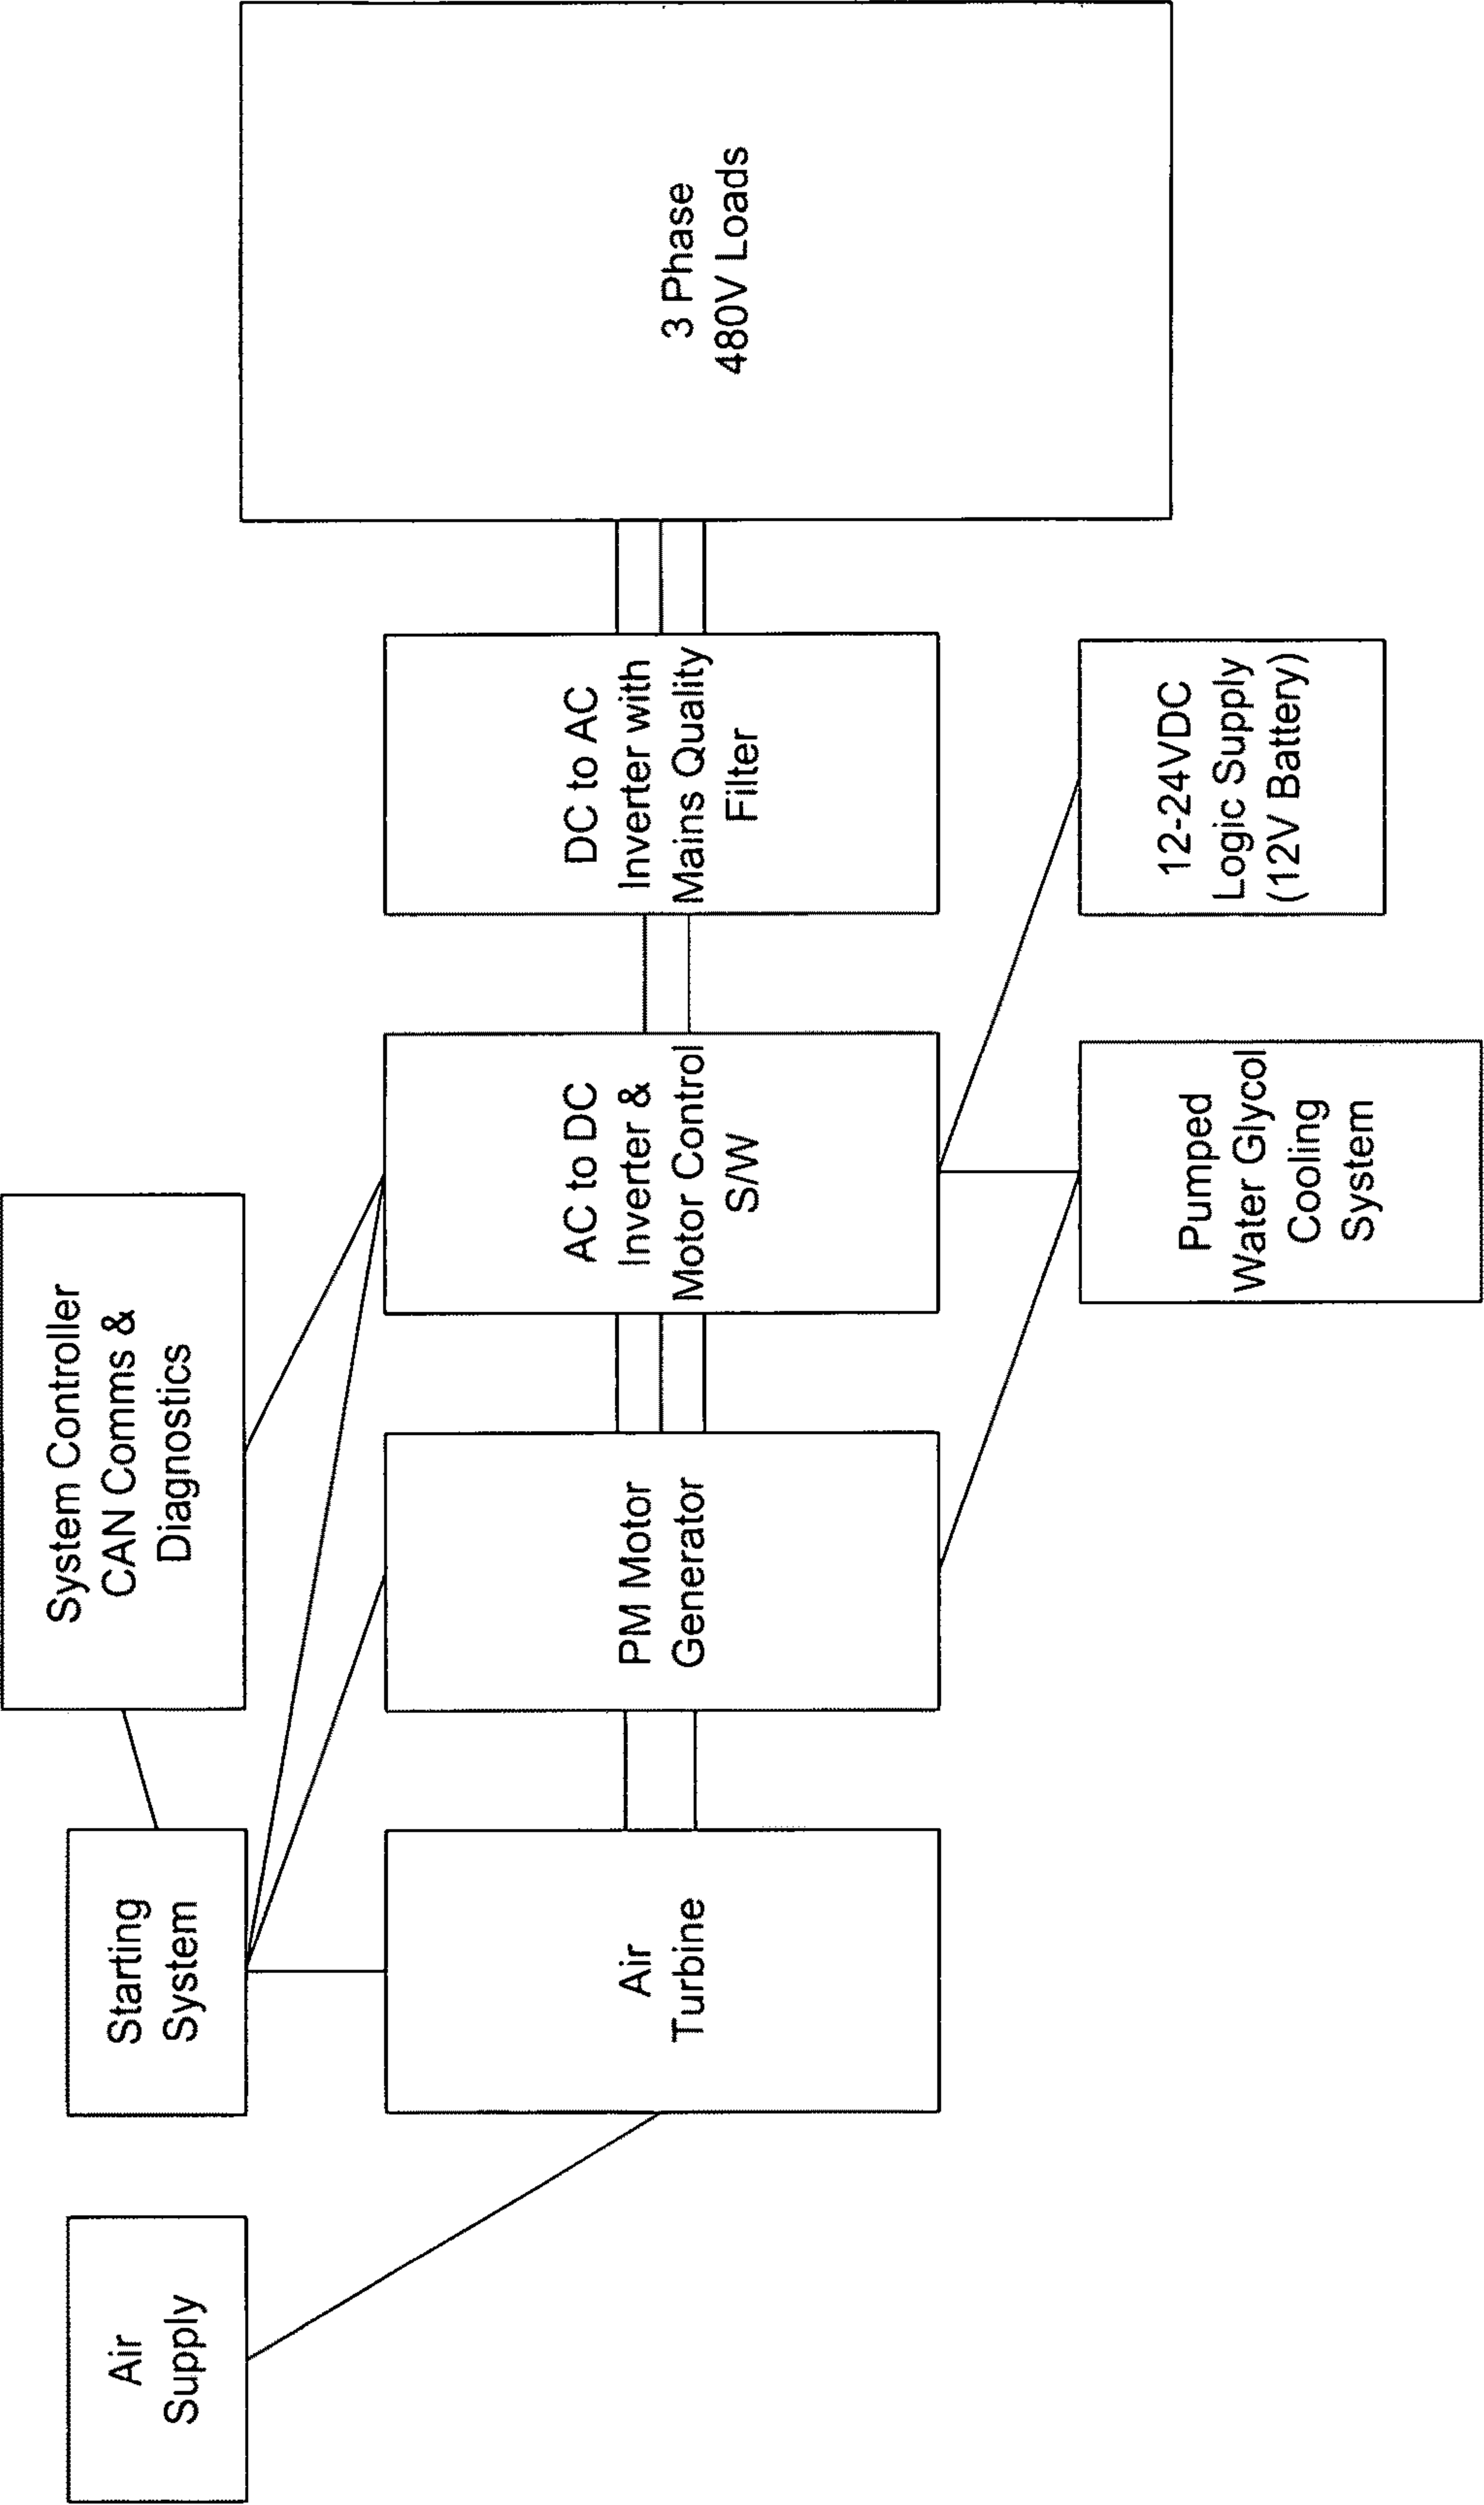 Air
Supply
Starting
System
System Controller
CAN Comms &
Diagnostics
Air
Turbine
PM Motor
Generator
AC to DC
Inverter &
Motor Control
S/W
DC to AC
Inverter with
Mains Quality
Filter
3 Phase
480V Loads
Pumped
Water Glycol
Cooling
System
12-24VDC
Logic Supply
(12V Battery)